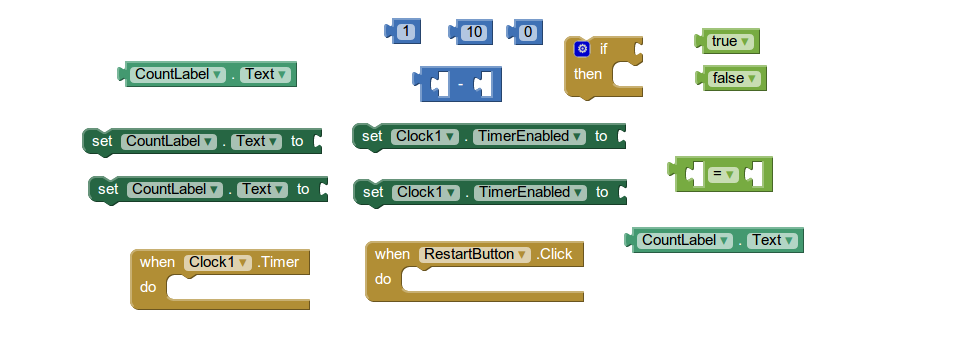 1
10
0
if
then
true
false
CountLabel . Text
-
set CountLabel . Text to
set Clock1 . TimerEnabled to
set CountLabel . Text to
set Clock1 . TimerEnabled to
=
CountLabel . Text
when Clock1 .Timer
do
when RestartButton .Click
do